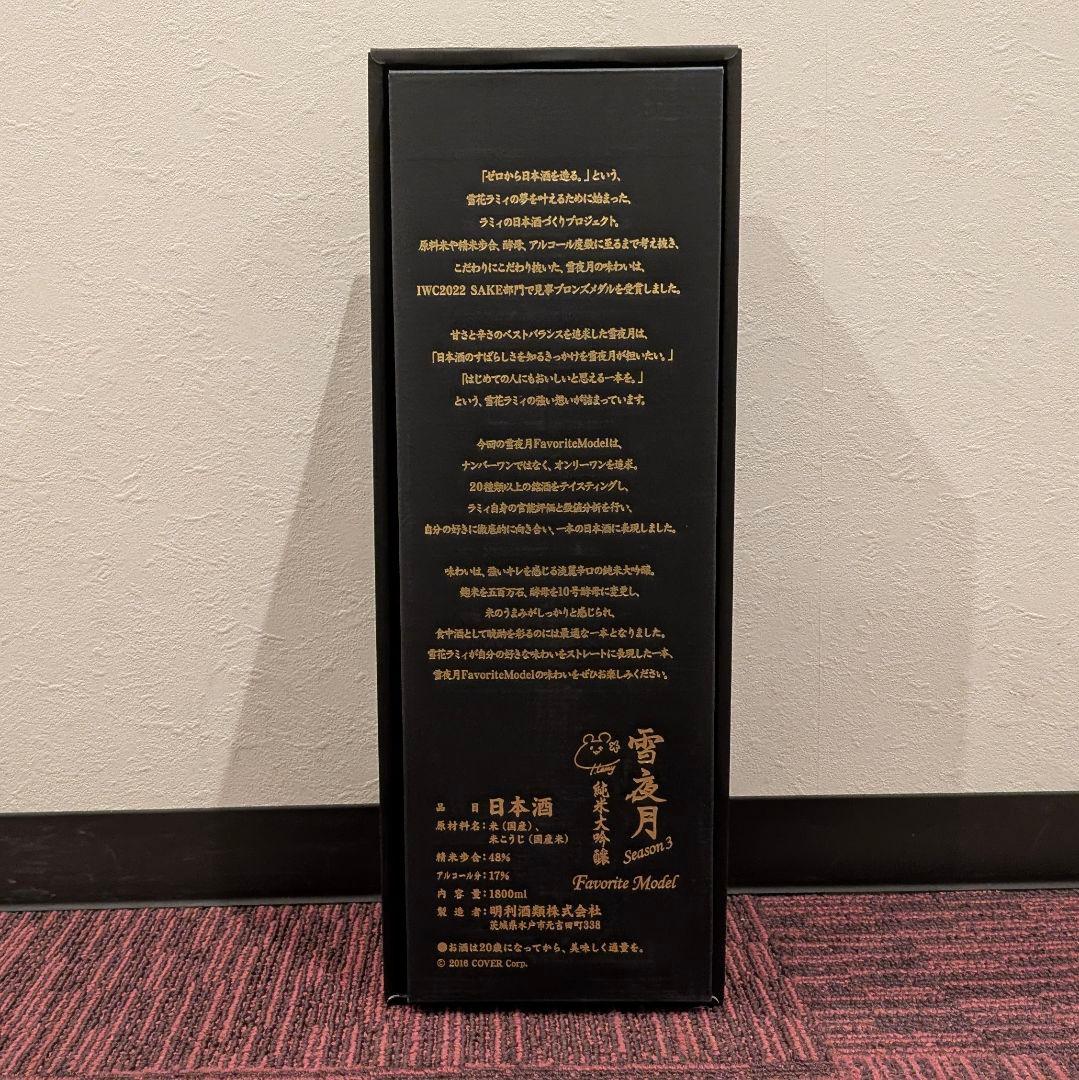 「ゼロから日本酒を造る。」という、
雪花ラミィの夢を叶えるために始まった、
ラミィの日本酒づくりプロジェクト。
原料米や精米歩合、酵母、アルコール度数に至るまで考え抜き、
こだわりにこだわり抜いた、雪夜月の味わいは、
IWC2022 SAKE部門で見事ブロンズメダルを受賞しました。
甘さと辛さのベストバランスを追求した雪夜月は、
「日本酒のすばらしさを知るきっかけを雪夜月が担いたい。」
「はじめての人にもおいしいと思える一本を。」
という、雪花ラミィの強い想いが詰まっています。
今回の雪夜月FavoriteModelは、
ナンバーワンではなく、オンリーワンを追求。
20種類以上の銘酒をテイスティングし、
ラミィ自身の官能評価と数値分析を行い、
自分の好きに徹底的に向き合い、一本の日本酒に表現しました。
味わいは、強いキレを感じる淡麗辛口の純米大吟醸。
麹米を五百万石、酵母を10号酵母に変更し、
米のうまみがしっかりと感じられ、
食中酒として晩酌を彩るのには最適な一本となりました。
雪花ラミィが自分の好きな味わいをストレートに表現した一本、
雪夜月FavoriteModelの味わいをぜひお楽しみください。
雪夜月
Season3
Lamy
純米大吟醸
Favorite Model
品目 日本酒
原材料名：米（国産）、
米こうじ（国産米）
精米歩合：48%
アルコール分：17%
内容量：1800ml
製造者：明利酒類株式会社
茨城県水戸市元吉田町338
●お酒は20歳になってから、美味しく適量を。
© 2016 COVER Corp.